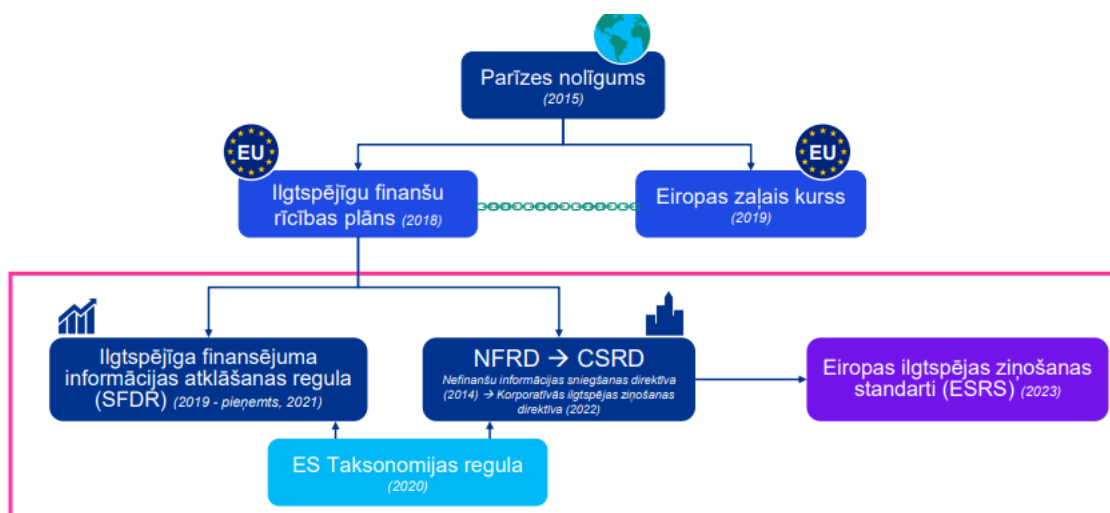 Parīzes nolīgums
(2015)
EU
EU
Ilgtspējīgu finanšu
rīcības plāns (2018)
Eiropas zaļais kurss
(2019)
Ilgtspējīga finansējuma
informācijas atklāšanas regula
(SFDR) (2019 - pieņemts, 2021)
NFRD → CSRD
Nefinanšu informācijas sniegšanas direktīva
(2014) → Korporatīvās ilgtspējas ziņošanas
direktīva (2022)
Eiropas ilgtspējas ziņošanas
standarti (ESRS) (2023)
ES Taksonomijas regula
(2020)